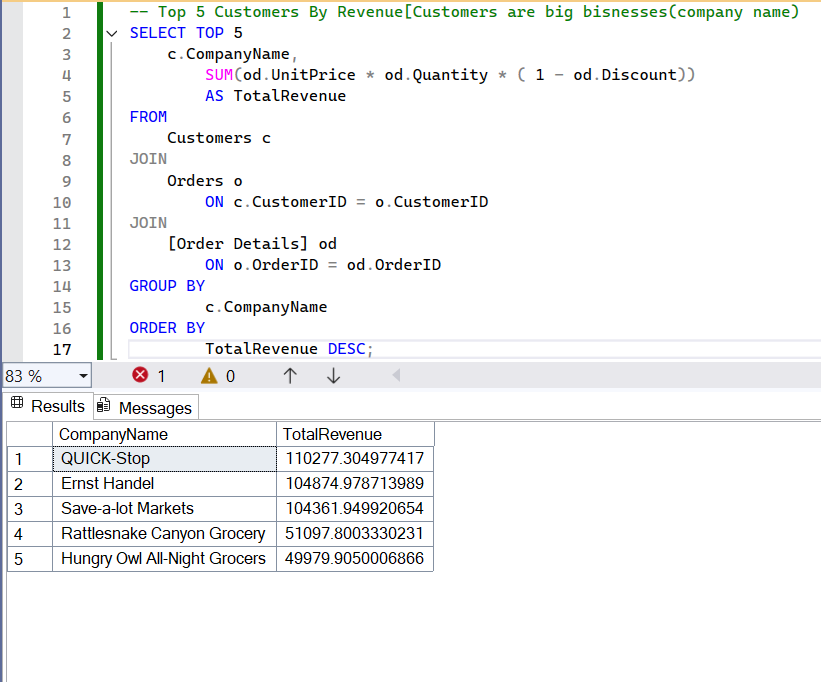 1 -- Top 5 Customers By Revenue[Customers are big bisnesses(company name)
2 SELECT TOP 5
3 c.CompanyName,
4 SUM(od.UnitPrice * od.Quantity * ( 1 - od.Discount))
5 AS TotalRevenue
6 FROM
7 Customers c
8 JOIN
9 Orders o
10 ON c.CustomerID = o.CustomerID
11 JOIN
12 [Order Details] od
13 ON o.OrderID = od.OrderID
14 GROUP BY
15 c.CompanyName
16 ORDER BY
17 TotalRevenue DESC;
83 % 1 0
Results Messages
CompanyName TotalRevenue
1 QUICK-Stop 110277.304977417
2 Ernst Handel 104874.978713989
3 Save-a-lot Markets 104361.949920654
4 Rattlesnake Canyon Grocery 51097.8003330231
5 Hungry Owl All-Night Grocers 49979.9050006866